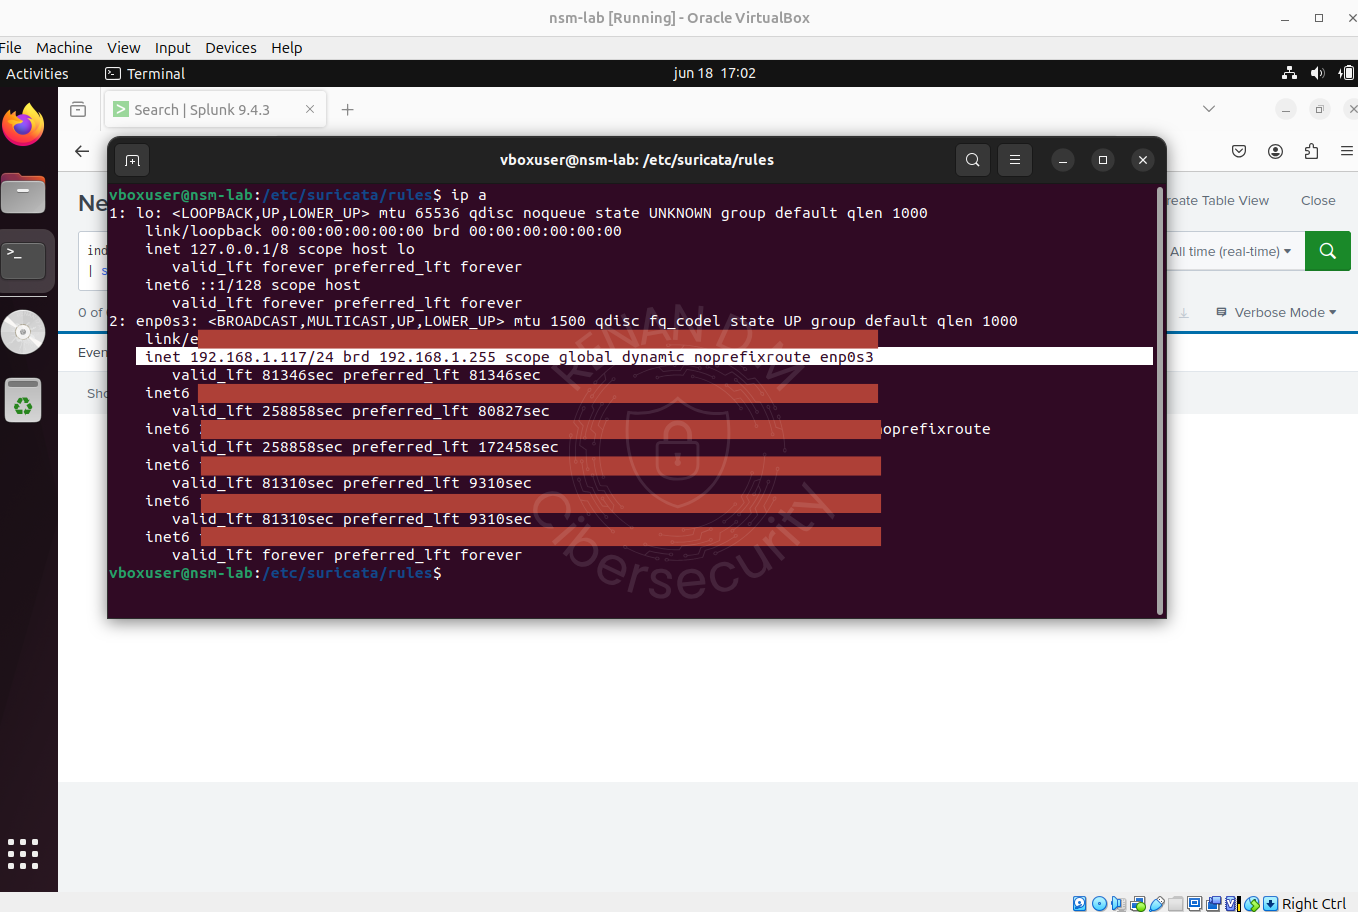 nsm-lab [Running] - Oracle VirtualBox
File Machine View Input Devices Help
Activities Terminal jun 18 17:02
Search | Splunk 9.4.3
vboxuser@nsm-lab: /etc/suricata/rules
Ne
reate Table View Close
ind
| s
All time (real-time)
0 of
Verbose Mode
Even
Sho
vboxuser@nsm-lab:/etc/suricata/rules$ ip a
1: lo: <LOOPBACK,UP,LOWER_UP> mtu 65536 qdisc noqueue state UNKNOWN group default qlen 1000
link/loopback 00:00:00:00:00:00 brd 00:00:00:00:00:00
inet 127.0.0.1/8 scope host lo
valid_lft forever preferred_lft forever
inet6 ::1/128 scope host
valid_lft forever preferred_lft forever
2: enp0s3: <BROADCAST,MULTICAST,UP,LOWER_UP> mtu 1500 qdisc fq_codel state UP group default qlen 1000
link/e
inet 192.168.1.117/24 brd 192.168.1.255 scope global dynamic noprefixroute enp0s3
valid_lft 81346sec preferred_lft 81346sec
inet6
valid_lft 258858sec preferred_lft 80827sec
inet6 noprefixroute
valid_lft 258858sec preferred_lft 172458sec
inet6
valid_lft 81310sec preferred_lft 9310sec
inet6
valid_lft 81310sec preferred_lft 9310sec
inet6
valid_lft forever preferred_lft forever
vboxuser@nsm-lab:/etc/suricata/rules$
RENAN D.M
Cibersecurity
Right Ctrl